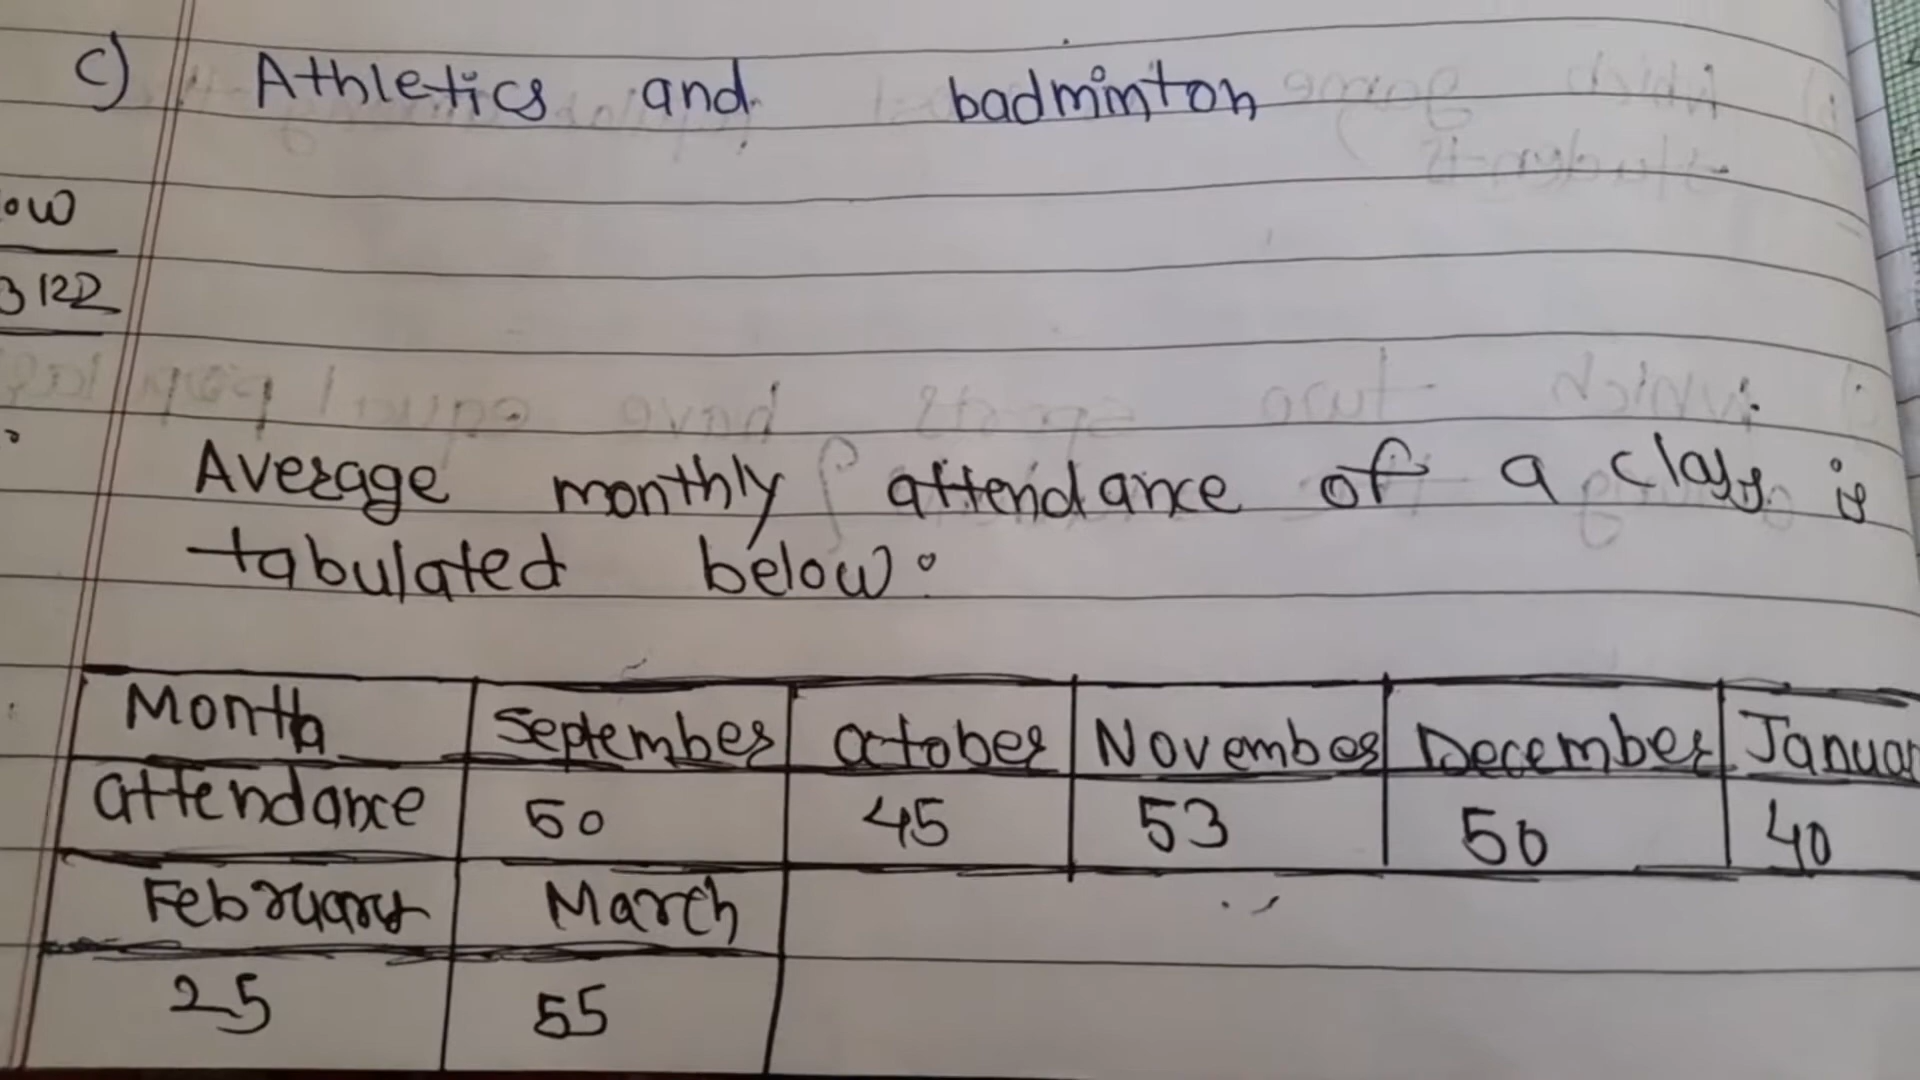 c) Athletics and badminton
ow
3122
Average monthly attendance of a class is
tabulated below:
Month September October November December Januar
attendance 50 45 53 50 40
February March
25 55